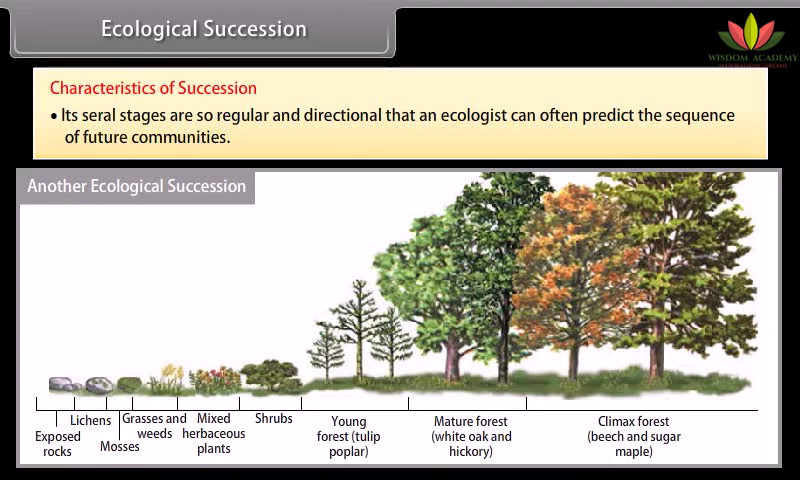 Ecological Succession
WISDOM ACADEMY
MATERIALIZING DREAMS
Characteristics of Succession
• Its seral stages are so regular and directional that an ecologist can often predict the sequence
of future communities.
Another Ecological Succession
Exposed
rocks
Lichens
Mosses
Grasses and
weeds
Mixed
herbaceous
plants
Shrubs
Young
forest (tulip
poplar)
Mature forest
(white oak and
hickory)
Climax forest
(beech and sugar
maple)